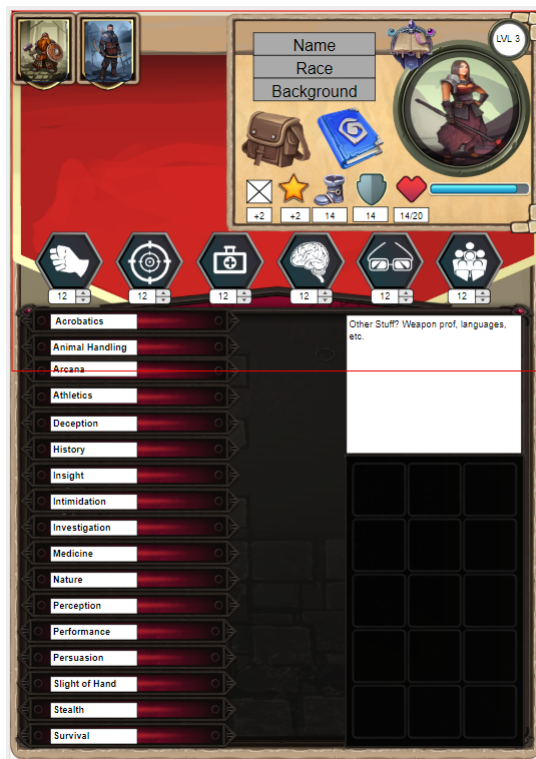 LVL 3
Name
Race
Background
+2
+2
14
14
14/20
12
12
12
12
12
12
Acrobatics
Animal Handling
Arcana
Athletics
Deception
History
Insight
Intimidation
Investigation
Medicine
Nature
Perception
Performance
Persuasion
Slight of Hand
Stealth
Survival
Other Stuff? Weapon prof, languages,
etc.